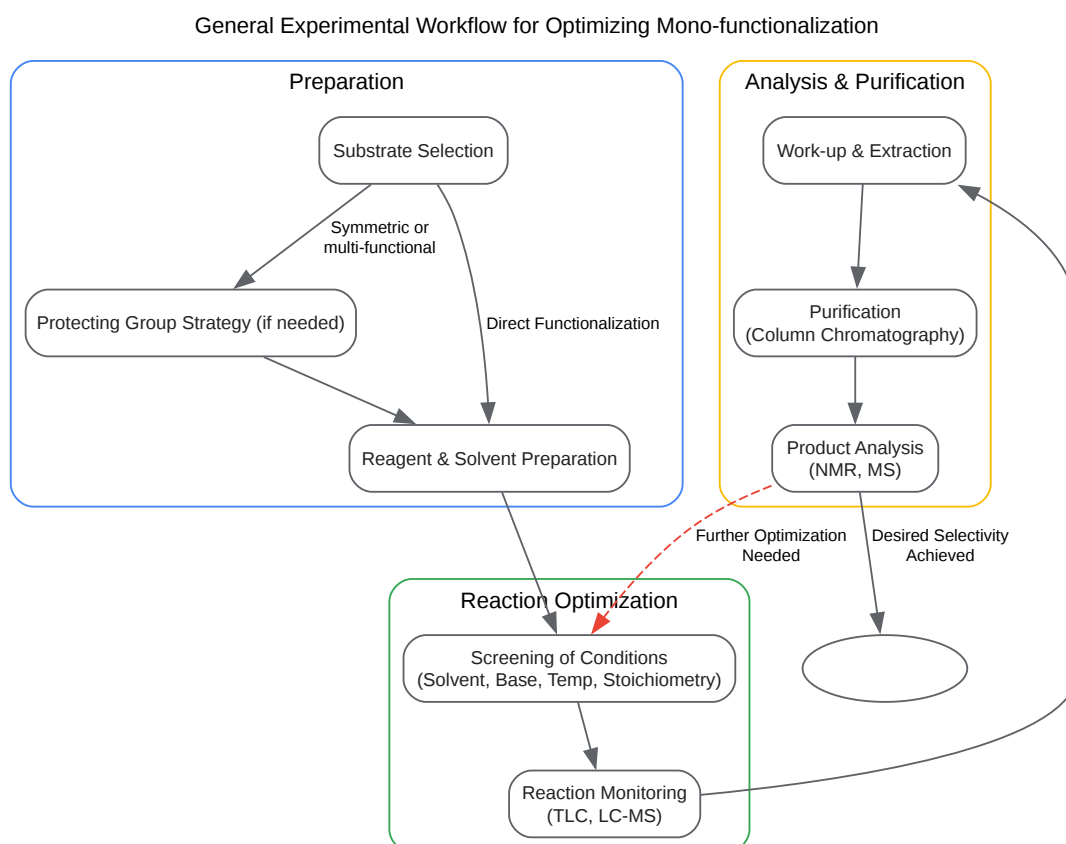 General Experimental Workflow for Optimizing Mono-functionalization
Preparation
Substrate Selection
Symmetric or
multi-functional
Protecting Group Strategy (if needed)
Direct Functionalization
Reagent & Solvent Preparation
Analysis & Purification
Work-up & Extraction
Purification
(Column Chromatography)
Product Analysis
(NMR, MS)
Further Optimization
Needed
Desired Selectivity
Achieved
Reaction Optimization
Screening of Conditions
(Solvent, Base, Temp, Stoichiometry)
Reaction Monitoring
(TLC, LC-MS)